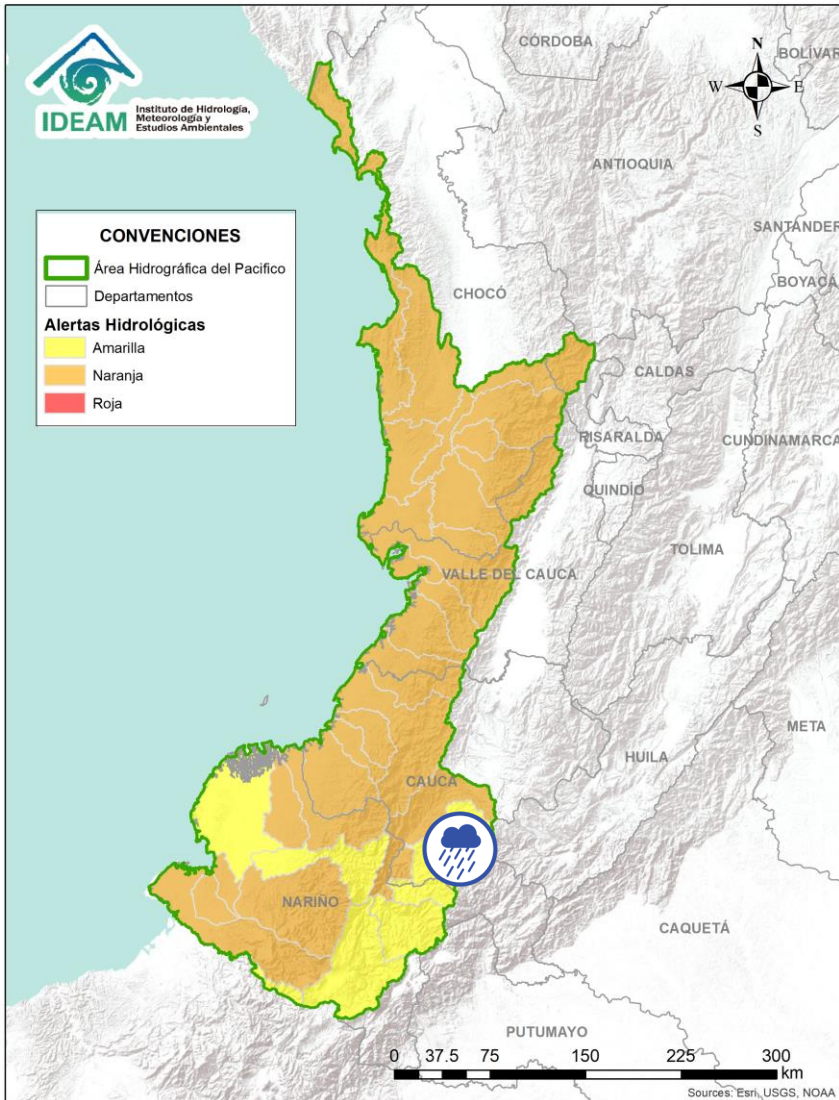 IDEAM
Instituto de Hidrología,
Meteorología y
Estudios Ambientales
N
W
E
S
CÓRDOBA
BOLÍVAR
ANTIOQUIA
SANTANDER
BOYACÁ
CONVENCIONES
Área Hidrográfica del Pacifico
Departamentos
Alertas Hidrológicas
Amarilla
Naranja
Roja
CHOCÓ
CALDAS
RISARALDA
CUNDINAMARCA
QUINDÍO
TOLIMA
VALLE DEL CAUCA
META
HUILA
CAUCA
NARIÑO
CAQUETÁ
PUTUMAYO
0 37.5 75 150 225 300
km
Sources: Esri, USGS, NOAA